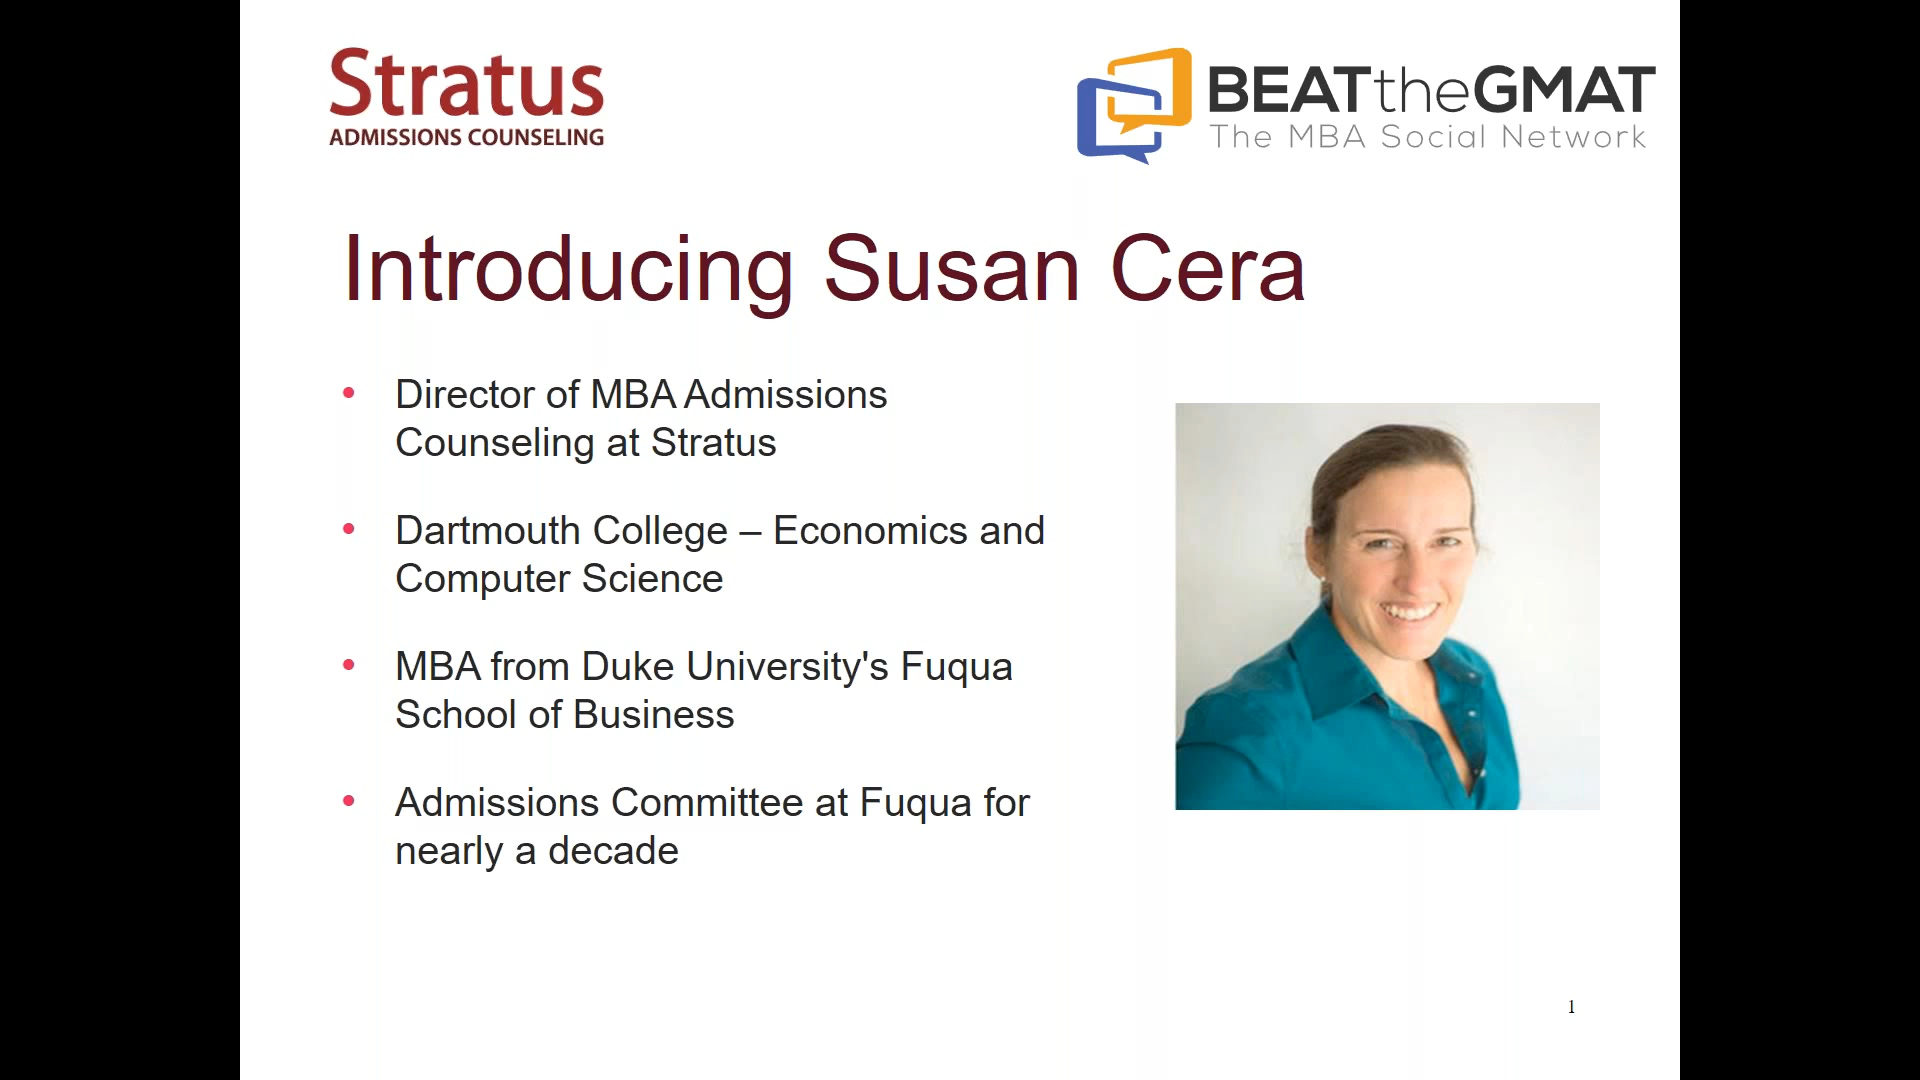 Stratus
ADMISSIONS COUNSELING
BEATtheGMAT
The MBA Social Network
Introducing Susan Cera
• Director of MBA Admissions
Counseling at Stratus
• Dartmouth College – Economics and
Computer Science
• MBA from Duke University's Fuqua
School of Business
• Admissions Committee at Fuqua for
nearly a decade
1